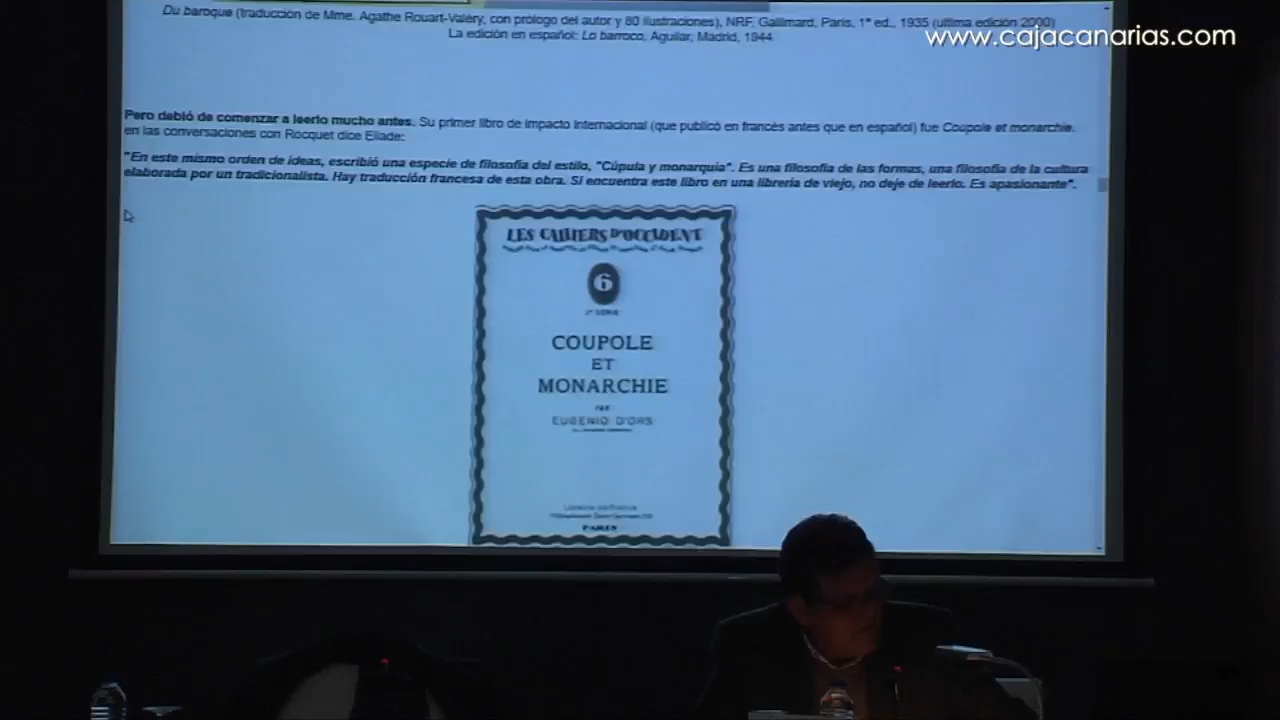 Du baroque (traducción de Mme. Agathe Rouart-Valéry, con prólogo del autor y 80 ilustraciones), NRF, Gallimard, París, 1ª ed., 1935 (última edición 2000)
www.cajacanarias.com
La edición en español: Lo barroco, Aguilar, Madrid, 1944
Pero debió de comenzar a leerlo mucho antes. Su primer libro de impacto internacional (que publicó en francés antes que en español) fue Coupole et monarchie.
en las conversaciones con Rocquet dice Eliade:
"En este mismo orden de ideas, escribió una especie de filosofía del estilo, "Cúpula y monarquía". Es una filosofía de las formas, una filosofía de la cultura
elaborada por un tradicionalista. Hay traducción francesa de esta obra. Si encuentra este libro en una librería de viejo, no deje de leerlo. Es apasionante".
LES CAHIERS D'OCCIDENT
6
2e SÉRIE
COUPOLE
ET
MONARCHIE
PAR
EUGENIO D'ORS
PARIS